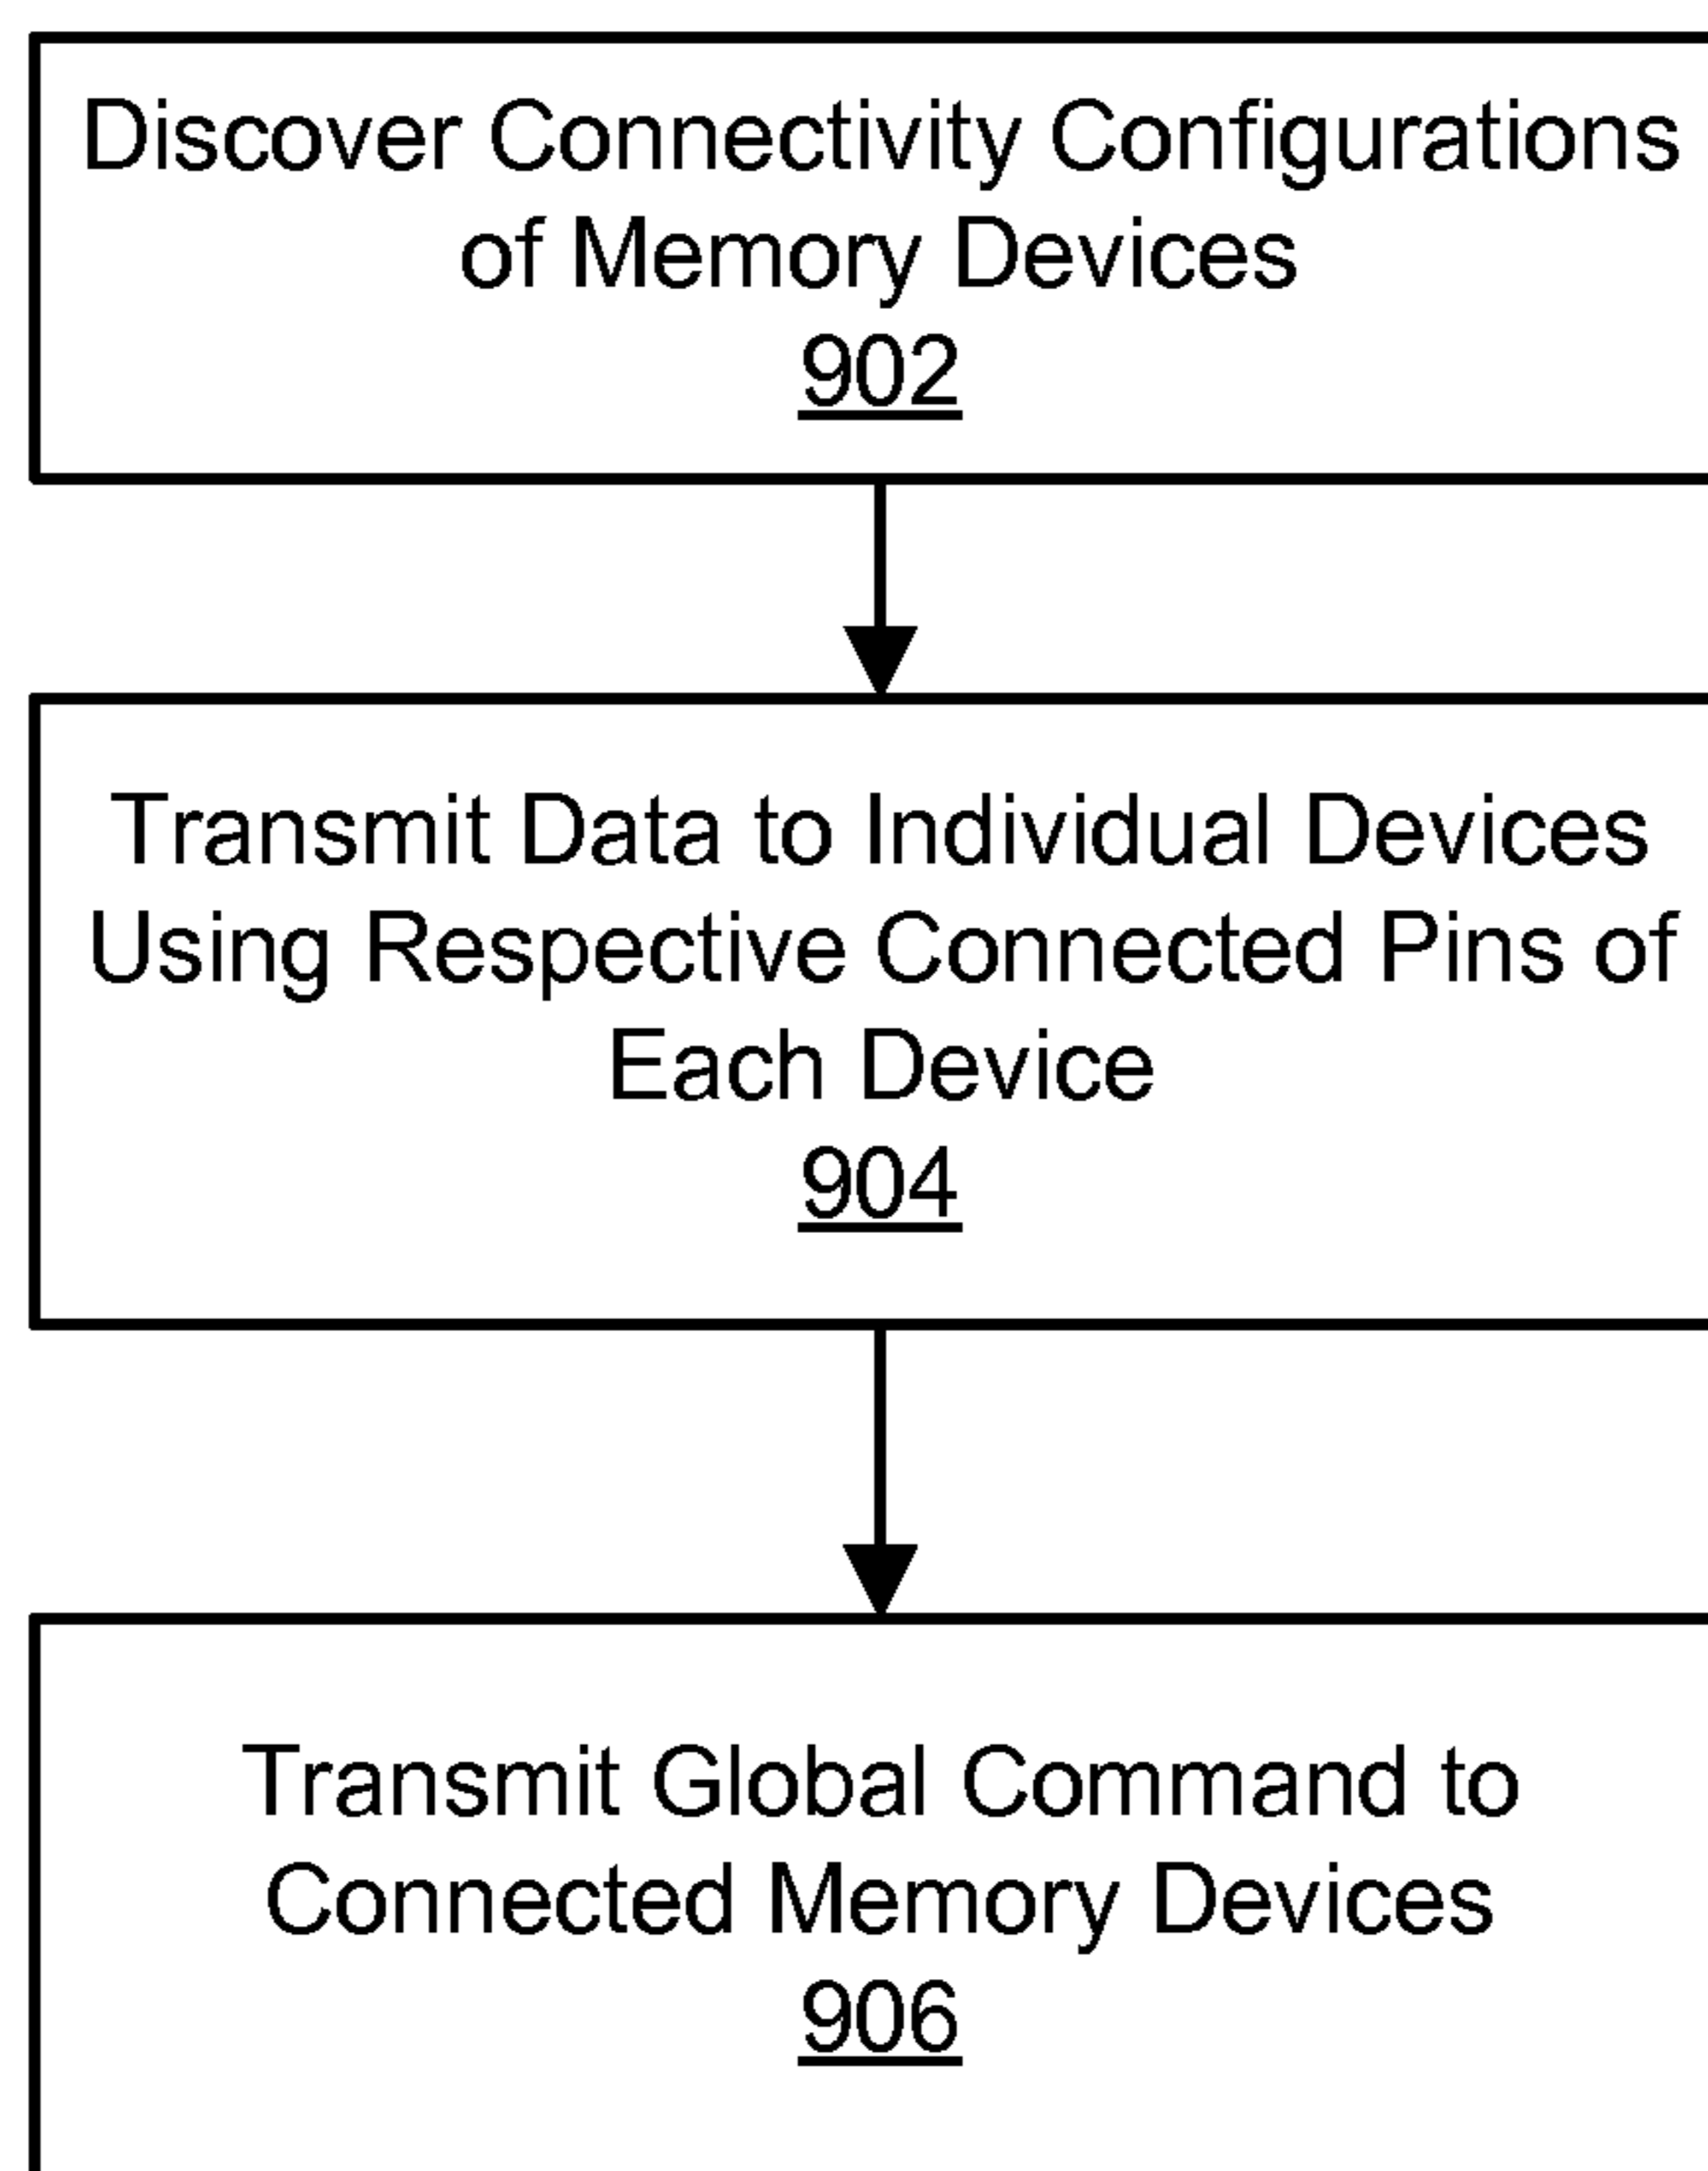 Discover Connectivity Configurations
of Memory Devices
902
Transmit Data to Individual Devices
Using Respective Connected Pins of
Each Device
904
Transmit Global Command to
Connected Memory Devices
906